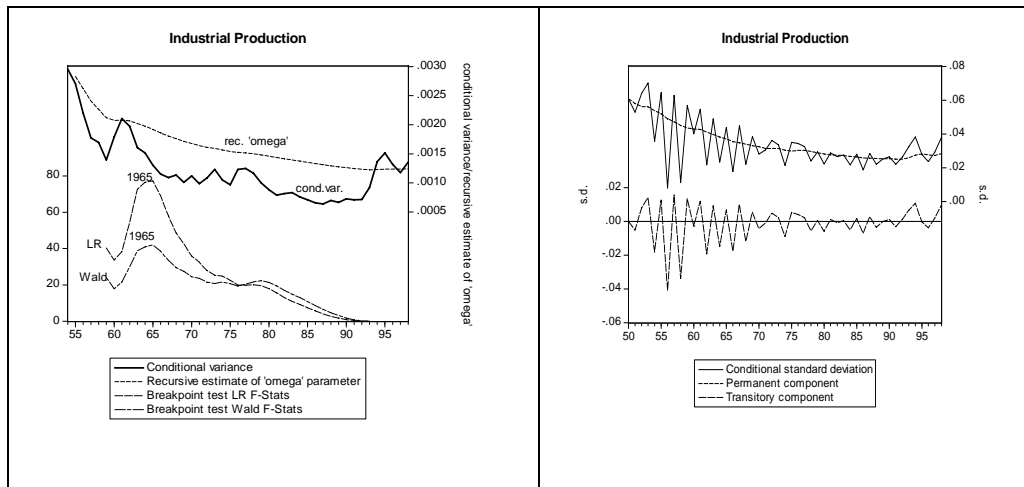 Industrial Production
.0030
.0025
.0020
.0015
.0010
.0005
conditional variance/recursive estimate of 'omega'
rec. 'omega'
cond.var.
1965
1965
LR
Wald
80
60
40
20
0
55 60 65 70 75 80 85 90 95
Conditional variance
Recursive estimate of 'omega' parameter
Breakpoint test LR F-Stats
Breakpoint test Wald F-Stats
Industrial Production
.08
.06
.04
.02
.00
s.d.
s.d.
.02
.00
-.02
-.04
-.06
50 55 60 65 70 75 80 85 90 95
Conditional standard deviation
Permanent component
Transitory component